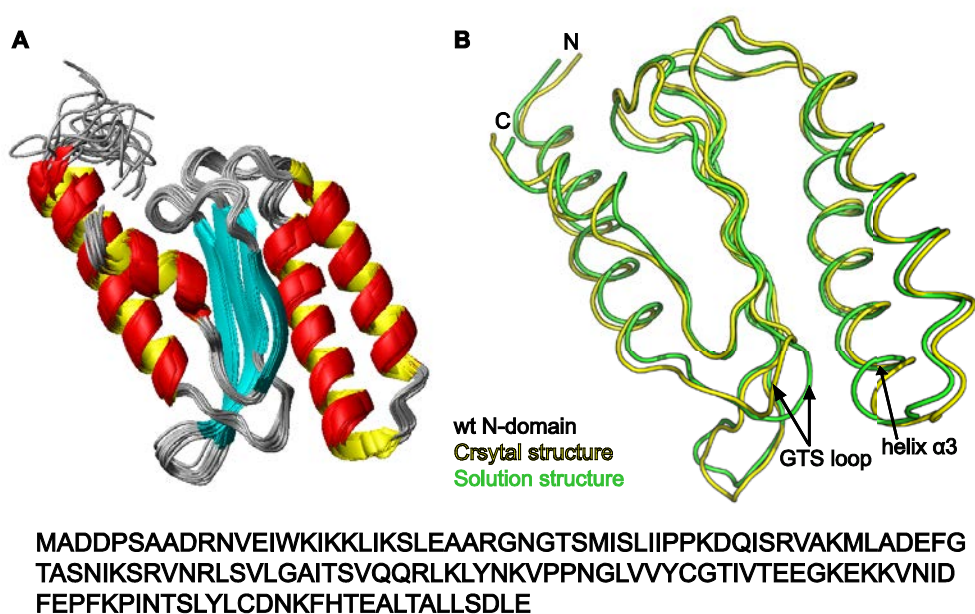 A
B
N
C
wt N-domain
Crsytal structure
Solution structure
GTS loop
helix α3
MADDPSAADRNVEIWKIKKLIKSLEAARGNGTSMISLIIPPKDQISRVAKMLADEFG
TASNIKSRVNRLSVLGAITSVQQRLKLYNKVPPNGLVVYCGTIVTEEGKEKKVNID
FEPFKPINTSLYLCDNKFHTEALTALLSDLE